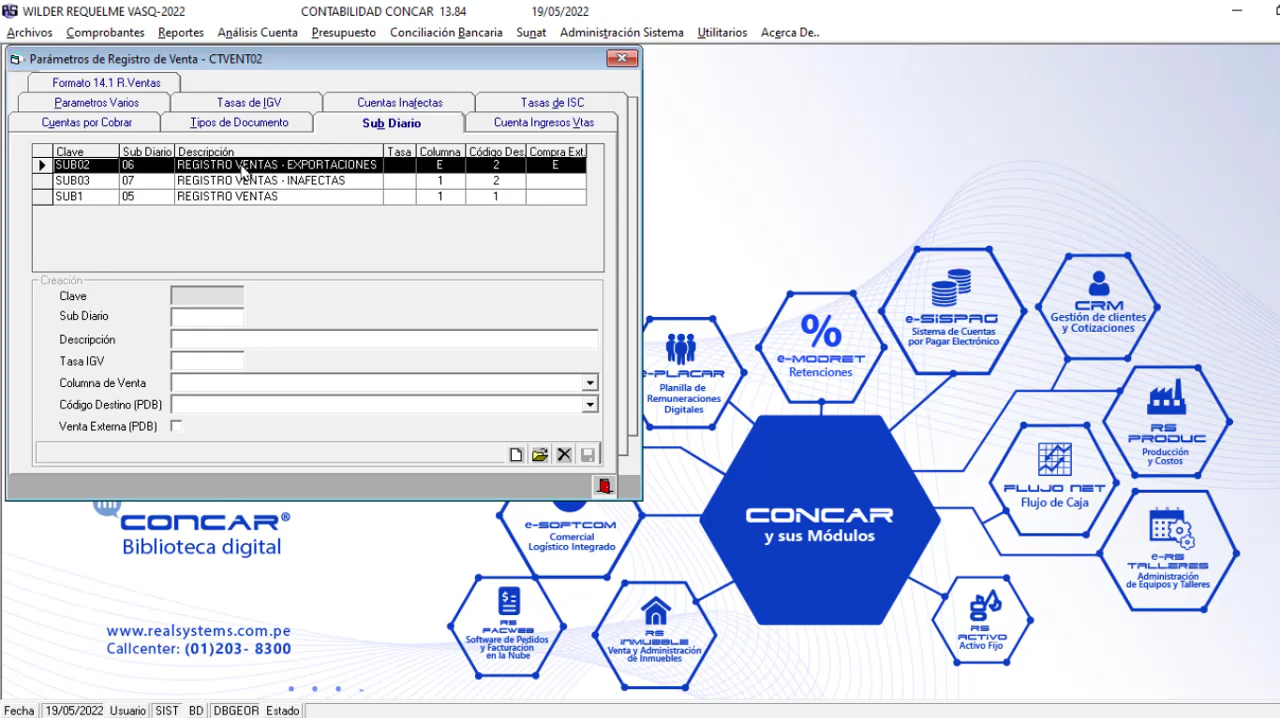 WILDER REQUELME VASQ-2022 CONTABILIDAD CONCAR 13.84 19/05/2022
Archivos Comprobantes Reportes Análisis Cuenta Presupuesto Conciliación Bancaria Sunat Administración Sistema Utilitarios Acerca De..
Parámetros de Registro de Venta - CTVENT02
Formato 14.1 R.Ventas
Parametros Varios Tasas de IGV Cuentas Inafectas Tasas de ISC
Cuentas por Cobrar Tipos de Documento Sub Diario Cuenta Ingresos Vtas
Clave Sub Diario Descripción Tasa Columna Código Des. Compra Ext.
SUB02 06 REGISTRO VENTAS - EXPORTACIONES E 2 E
SUB03 07 REGISTRO VENTAS - INAFECTAS 1 2
SUB1 05 REGISTRO VENTAS 1 1
Creación
Clave
Sub Diario
Descripción
Tasa IGV
Columna de Venta
Código Destino (PDB)
Venta Externa (PDB)
CONCAR®
Biblioteca digital
www.realsystems.com.pe
Callcenter: (01)203- 8300
e-PLACAR
Planilla de
Remuneraciones
Digitales
%
e-MODRET
Retenciones
e-SISPAG
Sistema de Cuentas
por Pagar Electrónico
CRM
Gestión de clientes
y Cotizaciones
RS
PRODUC
Producción
y Costos
FLUJO NET
Flujo de Caja
e-RS
TALLERES
Administración
de Equipos y Talleres
CONCAR
y sus Módulos
e-SOFTCOM
Comercial
Logístico Integrado
RS
FACWEB
Software de Pedidos
y Facturación
en la Nube
RS
INMUEBLE
Venta y Administración
de Inmuebles
RS
ACTIVO
Activo Fijo
Fecha 19/05/2022 Usuario SIST BD DBGEOR Estado